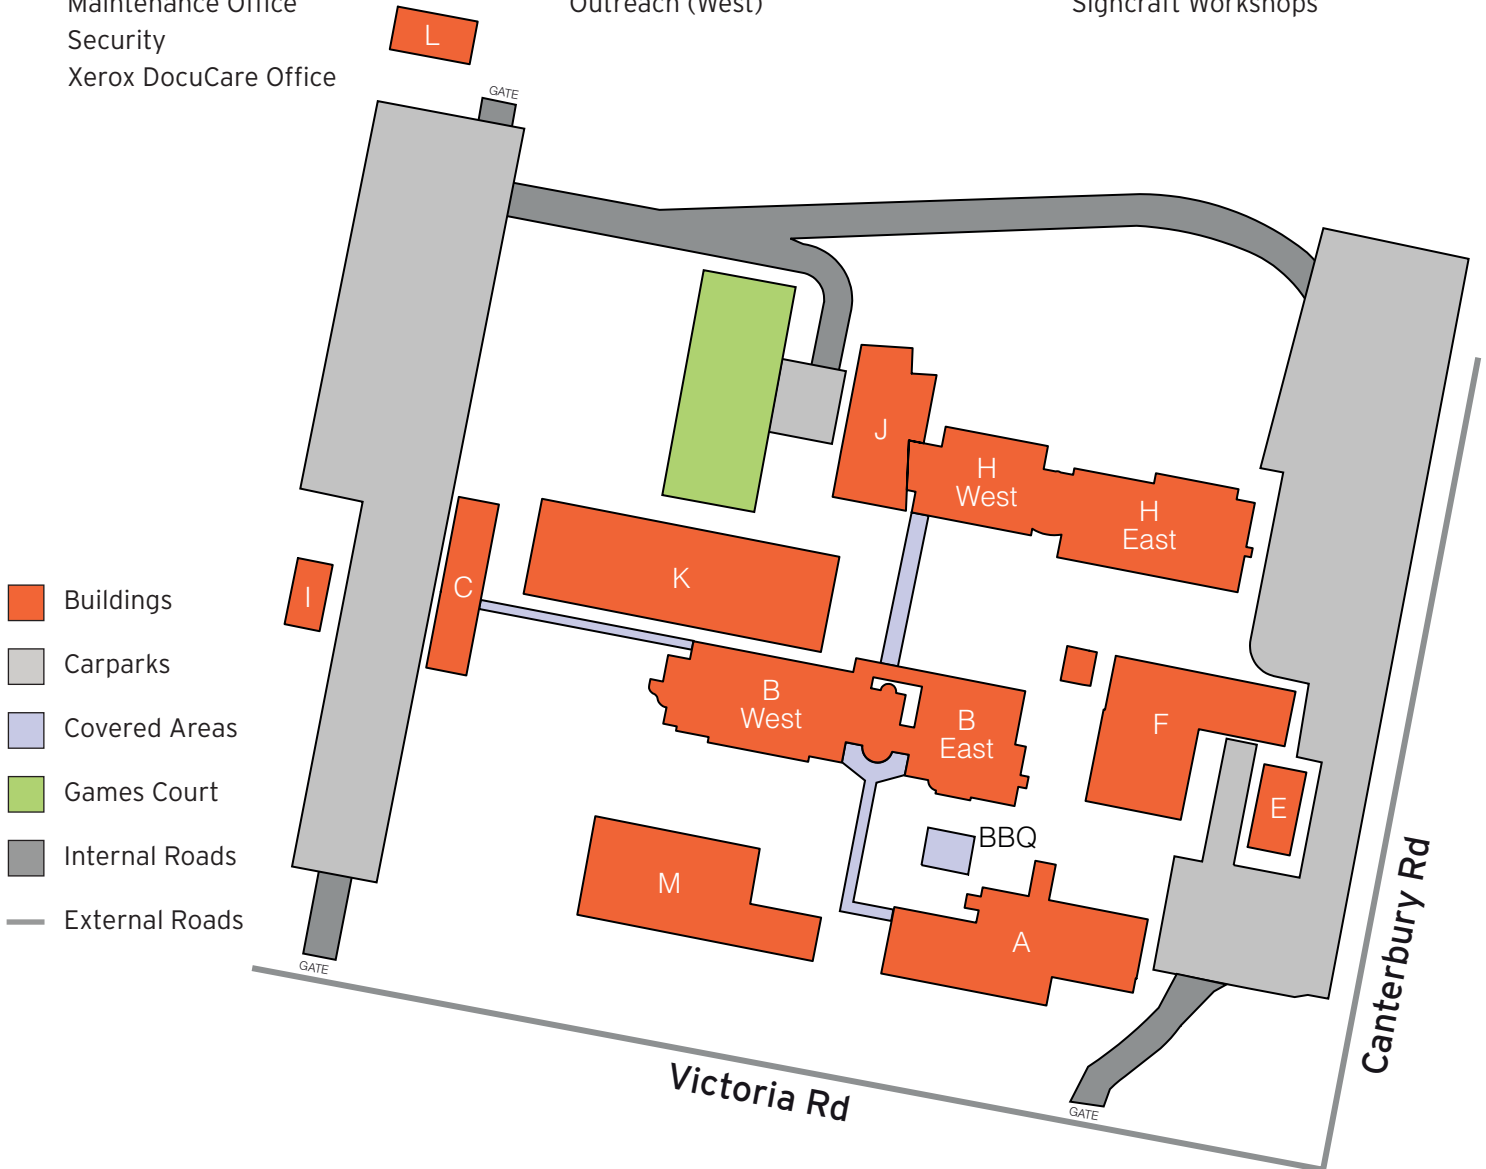 Maintenance Office
Outreach (West)
Signcraft Workshops
Security
Xerox DocuCare Office
L
GATE
J
H
West
H
East
K
C
I
Buildings
Carparks
Covered Areas
Games Court
Internal Roads
External Roads
B
West
B
East
F
E
BBQ
M
A
GATE
Victoria Rd
Canterbury Rd
GATE